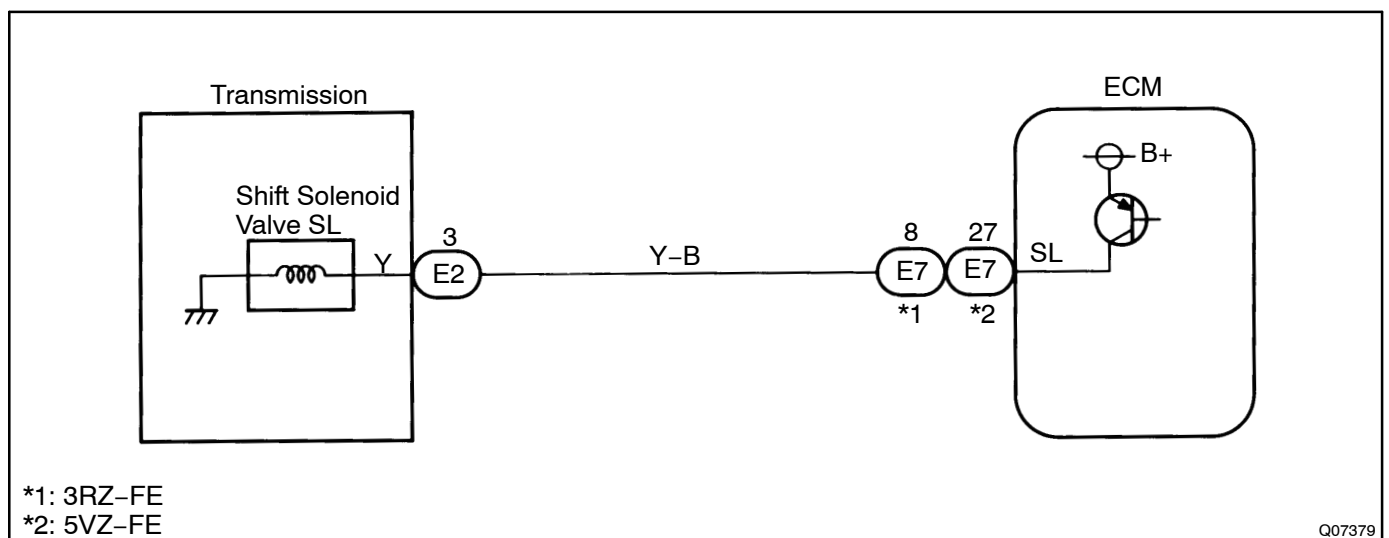 Transmission
ECM
B+
Shift Solenoid
Valve SL
Y
3
E2
Y–B
8
E7
*1
27
E7
*2
SL
*1: 3RZ–FE
*2: 5VZ–FE
Q07379